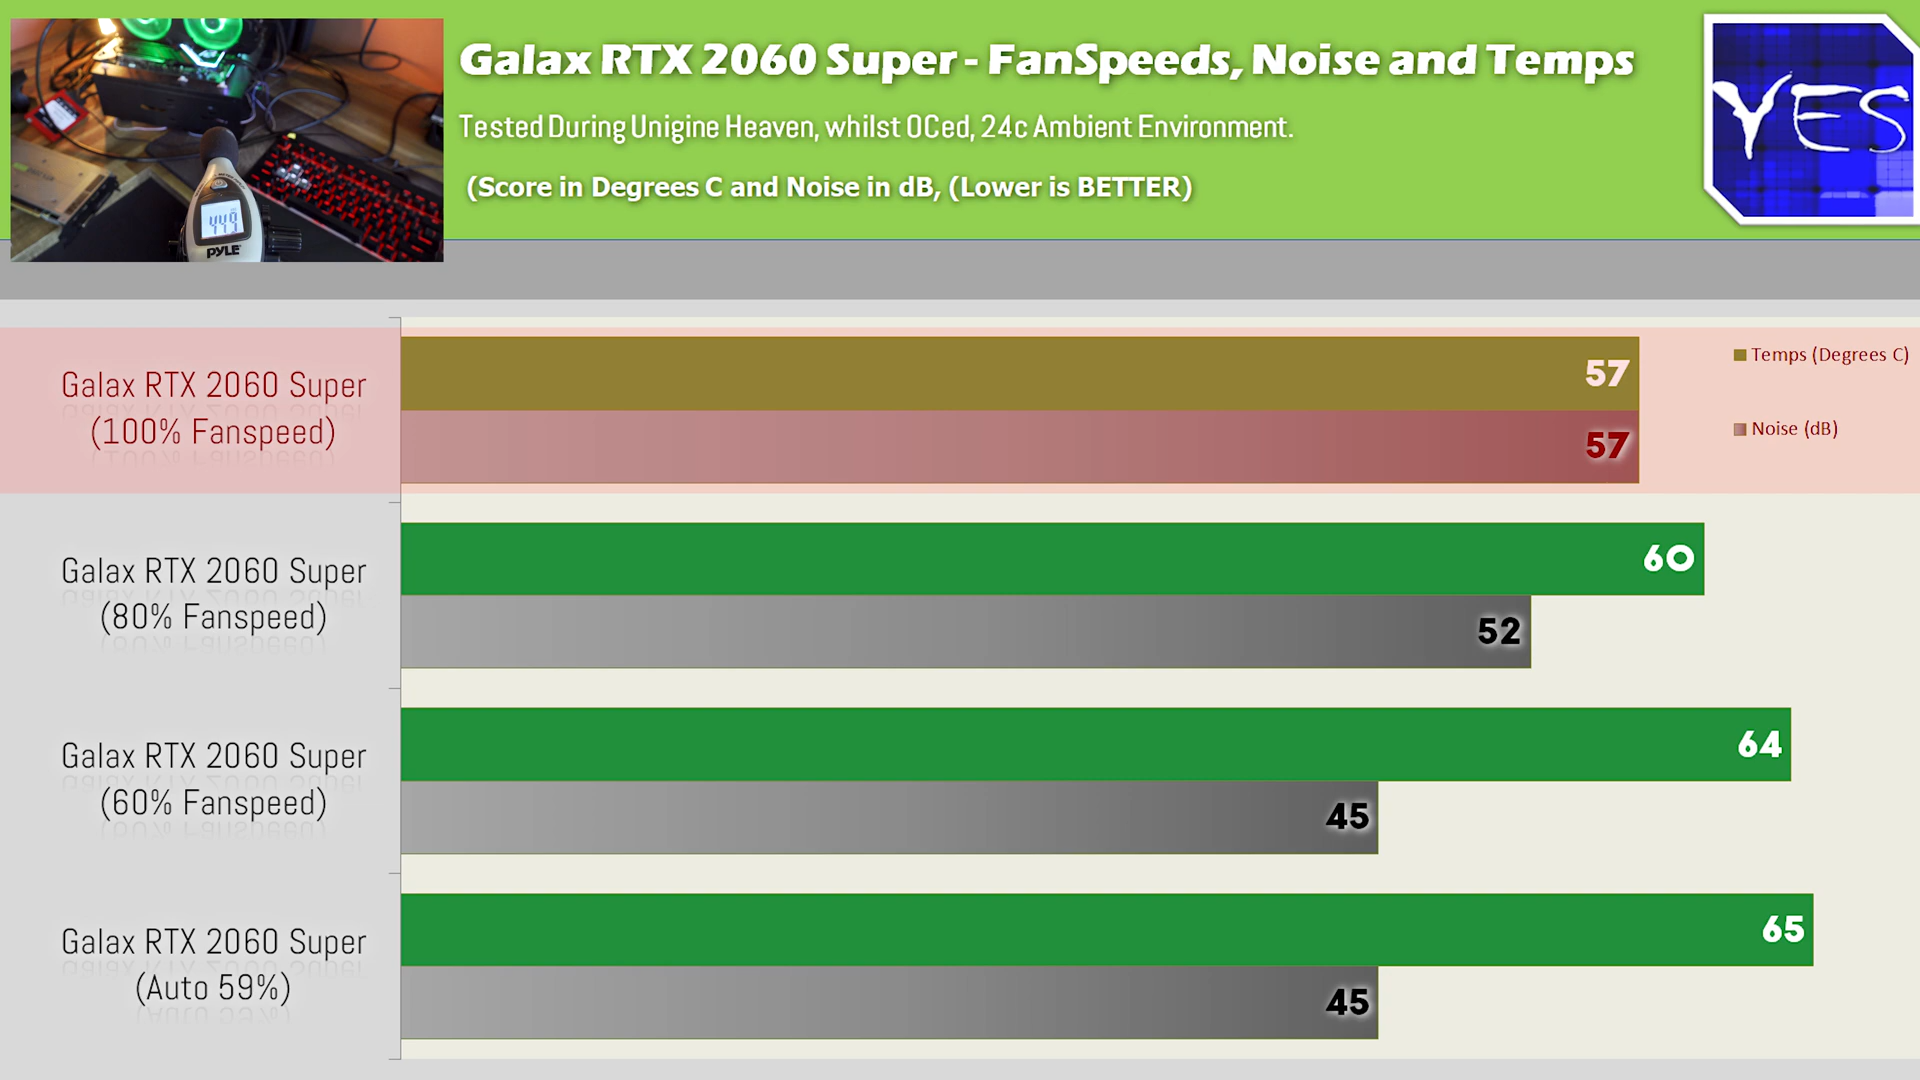 Galax RTX 2060 Super - FanSpeeds, Noise and Temps
Tested During Unigine Heaven, whilst OCed, 24c Ambient Environment.
(Score in Degrees C and Noise in dB, (Lower is BETTER)
YES
44.9
PYLE
Galax RTX 2060 Super
(100% Fanspeed)
57
57
Temps (Degrees C)
Noise (dB)
Galax RTX 2060 Super
(80% Fanspeed)
60
52
Galax RTX 2060 Super
(60% Fanspeed)
64
45
Galax RTX 2060 Super
(Auto 59%)
65
45